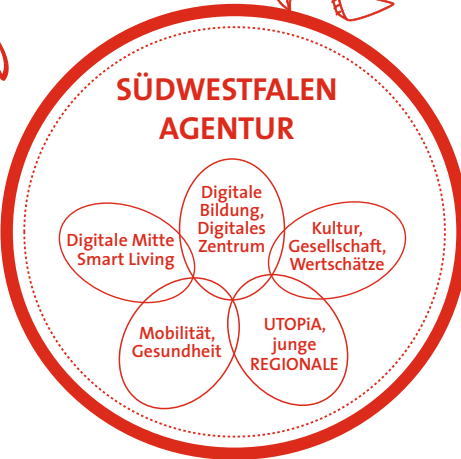 SÜDWESTFALEN
AGENTUR
Digitale
Bildung,
Digitales
Zentrum
Digitale Mitte
Smart Living
Kultur,
Gesellschaft,
Wertschätze
Mobilität,
Gesundheit
UTOPiA,
junge
REGIONALE